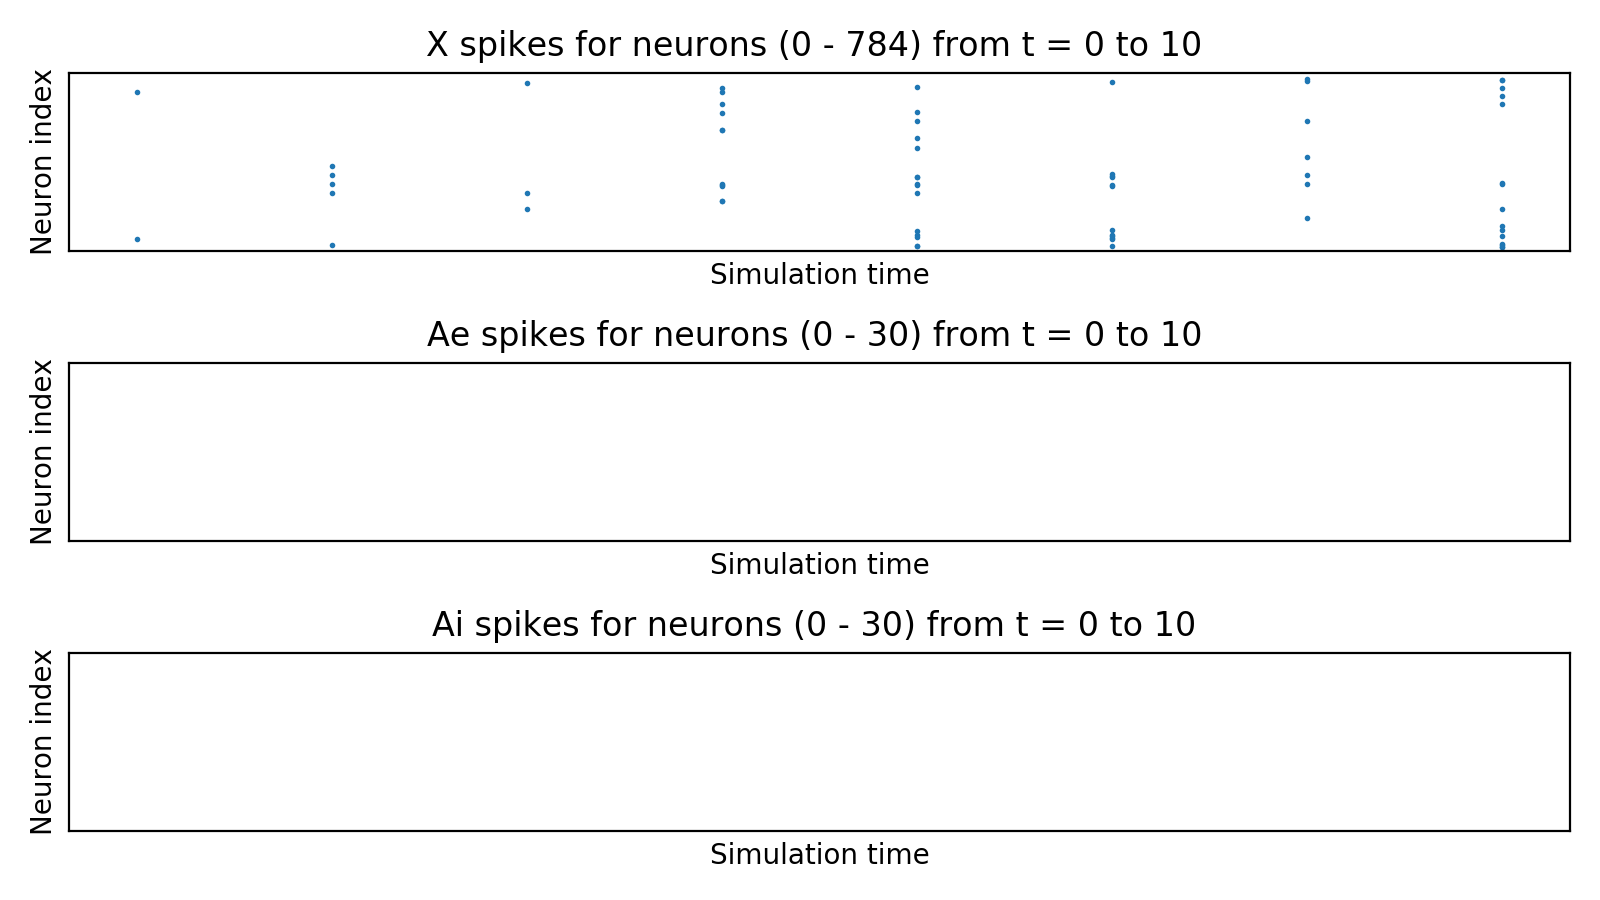 X spikes for neurons (0 - 784) from t = 0 to 10
Neuron index
Simulation time
Ae spikes for neurons (0 - 30) from t = 0 to 10
Neuron index
Simulation time
Ai spikes for neurons (0 - 30) from t = 0 to 10
Neuron index
Simulation time